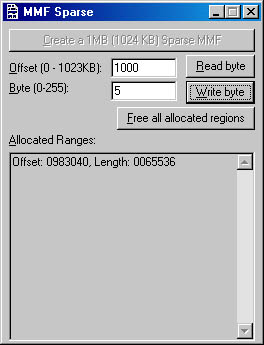 MMF Sparse
Create a 1MB (1024 KB) Sparse MMF
Offset (0 - 1023KB): 1000 Read byte
Byte (0-255): 5 Write byte
Free all allocated regions
Allocated Ranges:
Offset: 0983040, Length: 0065536